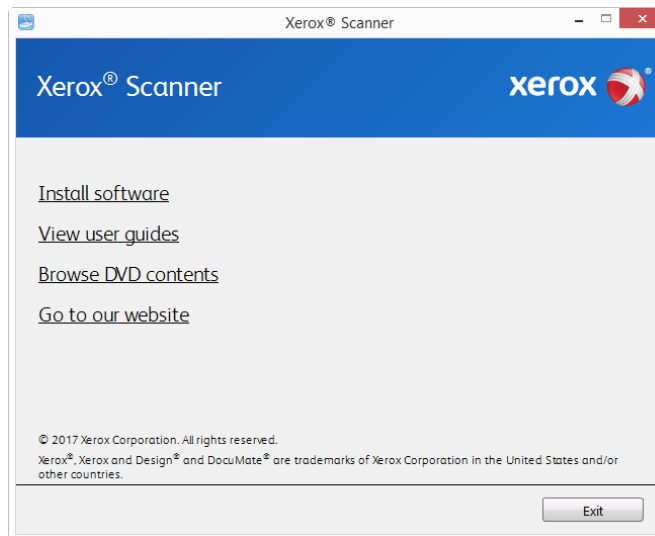 Xerox® Scanner
Xerox® Scanner
xerox ®
Install software
View user guides
Browse DVD contents
Go to our website
© 2017 Xerox Corporation. All rights reserved.
Xerox®, Xerox and Design® and DocuMate® are trademarks of Xerox Corporation in the United States and/or
other countries.
Exit